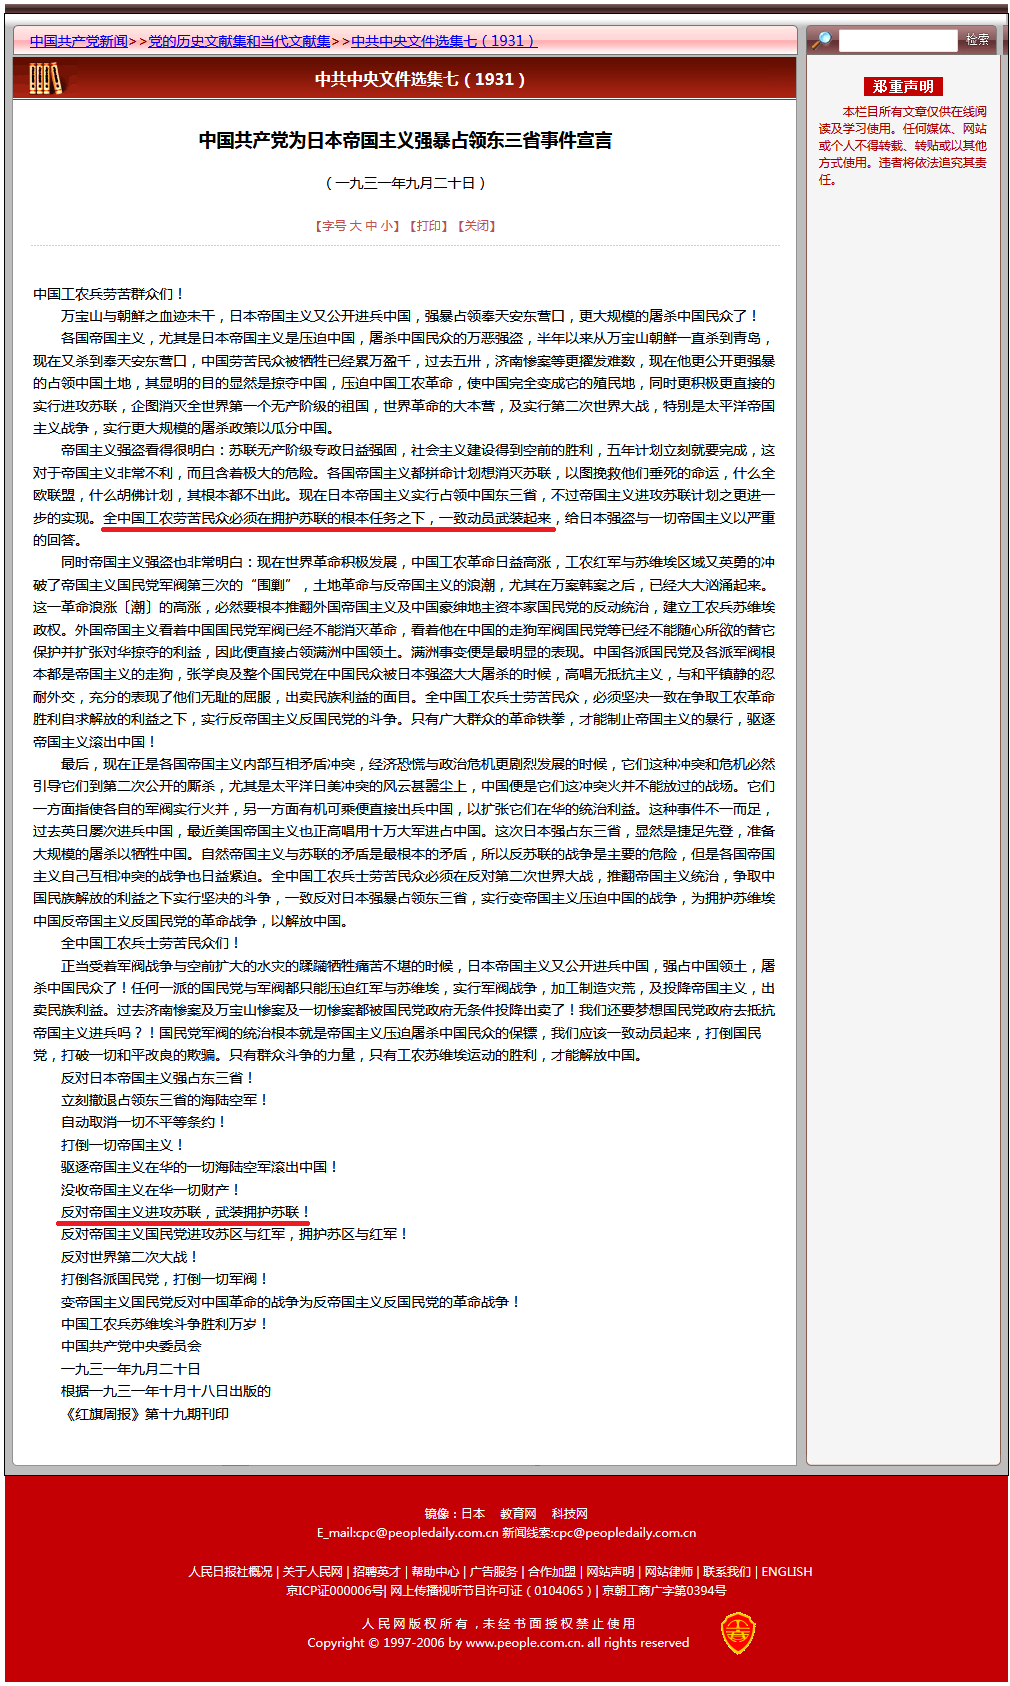 中国共产党新闻>>党的历史文献集和当代文献集>>中共中央文件选集七（1931）
检索
中共中央文件选集七（1931）
郑重声明
本栏目所有文章仅供在线阅
读及学习使用。任何媒体、网站
或个人不得转载、转贴或以其他
方式使用。违者将依法追究其责
任。
中国共产党为日本帝国主义强暴占领东三省事件宣言
（一九三一年九月二十日）
【字号 大 中 小】【打印】【关闭】
中国工农兵劳苦群众们！
万宝山与朝鲜之血迹未干，日本帝国主义又公开进兵中国，强暴占领奉天安东营口，更大规模的屠杀中国民众了！
各国帝国主义，尤其是日本帝国主义是压迫中国，屠杀中国民众的万恶强盗，半年以来从万宝山朝鲜一直杀到青岛，
现在又杀到奉天安东营口，中国劳苦民众被牺牲已经累万盈千，过去五卅，济南惨案等更擢发难数，现在他更公开更强暴
的占领中国土地，其显明的目的显然是掠夺中国，压迫中国工农革命，使中国完全变成它的殖民地，同时更积极更直接的
实行进攻苏联，企图消灭全世界第一个无产阶级的祖国，世界革命的大本营，及实行第二次世界大战，特别是太平洋帝国
主义战争，实行更大规模的屠杀政策以瓜分中国。
帝国主义强盗看得很明白：苏联无产阶级专政日益强固，社会主义建设得到空前的胜利，五年计划立刻就要完成，这
对于帝国主义非常不利，而且含着极大的危险。各国帝国主义都拼命计划想消灭苏联，以图挽救他们垂死的命运，什么全
欧联盟，什么胡佛计划，其根本都不出此。现在日本帝国主义实行占领中国东三省，不过帝国主义进攻苏联计划之更进一
步的实现。全中国工农劳苦民众必须在拥护苏联的根本任务之下，一致动员武装起来，给日本强盗与一切帝国主义以严重
的回答。
同时帝国主义强盗也非常明白：现在世界革命积极发展，中国工农革命日益高涨，工农红军与苏维埃区域又英勇的冲
破了帝国主义国民党军阀第三次的“围剿”，土地革命与反帝国主义的浪潮，尤其在万案韩案之后，已经大大汹涌起来。
这一革命浪涨〔潮〕的高涨，必然要根本推翻外国帝国主义及中国豪绅地主资本家国民党的反动统治，建立工农兵苏维埃
政权。外国帝国主义看着中国国民党军阀已经不能消灭革命，看着他在中国的走狗军阀国民党等已经不能随心所欲的替它
保护并扩张对华掠夺的利益，因此便直接占领满洲中国领土。满洲事变便是最明显的表现。中国各派国民党及各派军阀根
本都是帝国主义的走狗，张学良及整个国民党在中国民众被日本强盗大大屠杀的时候，高唱无抵抗主义，与和平镇静的忍
耐外交，充分的表现了他们无耻的屈服，出卖民族利益的面目。全中国工农兵士劳苦民众，必须坚决一致在争取工农革命
胜利自求解放的利益之下，实行反帝国主义反国民党的斗争。只有广大群众的革命铁拳，才能制止帝国主义的暴行，驱逐
帝国主义滚出中国！
最后，现在正是各国帝国主义内部互相矛盾冲突，经济恐慌与政治危机更剧烈发展的时候，它们这种冲突和危机必然
引导它们到第二次公开的厮杀，尤其是太平洋日美冲突的风云甚嚣尘上，中国便是它们这冲突火并不能放过的战场。它们
一方面指使各自的军阀实行火并，另一方面有机可乘便直接出兵中国，以扩张它们在华的统治利益。这种事件不一而足，
过去英日屡次进兵中国，最近美国帝国主义也正高唱用十万大军进占中国。这次日本强占东三省，显然是捷足先登，准备
大规模的屠杀以牺牲中国。自然帝国主义与苏联的矛盾是最根本的矛盾，所以反苏联的战争是主要的危险，但是各国帝国
主义自己互相冲突的战争也日益紧迫。全中国工农兵士劳苦民众必须在反对第二次世界大战，推翻帝国主义统治，争取中
国民族解放的利益之下实行坚决的斗争，一致反对日本强暴占领东三省，实行变帝国主义压迫中国的战争，为拥护苏维埃
中国反帝国主义反国民党的革命战争，以解放中国。
全中国工农兵士劳苦民众们！
正当受着军阀战争与空前扩大的水灾的蹂躏牺牲痛苦不堪的时候，日本帝国主义又公开进兵中国，强占中国领土，屠
杀中国民众了！任何一派的国民党与军阀都只能压迫红军与苏维埃，实行军阀战争，加工制造灾荒，及投降帝国主义，出
卖民族利益。过去济南惨案及万宝山惨案及一切惨案都被国民党政府无条件投降出卖了！我们还要梦想国民党政府去抵抗
帝国主义进兵吗？！国民党军阀的统治根本就是帝国主义压迫屠杀中国民众的保镖，我们应该一致动员起来，打倒国民
党，打破一切和平改良的欺骗。只有群众斗争的力量，只有工农苏维埃运动的胜利，才能解放中国。
反对日本帝国主义强占东三省！
立刻撤退占领东三省的海陆空军！
自动取消一切不平等条约！
打倒一切帝国主义！
驱逐帝国主义在华的一切海陆空军滚出中国！
没收帝国主义在华一切财产！
反对帝国主义进攻苏联，武装拥护苏联！
反对帝国主义国民党进攻苏区与红军，拥护苏区与红军！
反对世界第二次大战！
打倒各派国民党，打倒一切军阀！
变帝国主义国民党反对中国革命的战争为反帝国主义反国民党的革命战争！
中国工农兵苏维埃斗争胜利万岁！
中国共产党中央委员会
一九三一年九月二十日
根据一九三一年十月十八日出版的
《红旗周报》第十九期刊印
镜像：日本 教育网 科技网
E_mail:cpc@peopledaily.com.cn 新闻线索:cpc@peopledaily.com.cn
人民日报社概况 | 关于人民网 | 招聘英才 | 帮助中心 | 广告服务 | 合作加盟 | 网站声明 | 网站律师 | 联系我们 | ENGLISH
京ICP证000006号| 网上传播视听节目许可证（0104065）| 京朝工商广字第0394号
人 民 网 版 权 所 有 ，未 经 书 面 授 权 禁 止 使 用
Copyright © 1997-2006 by www.people.com.cn. all rights reserved